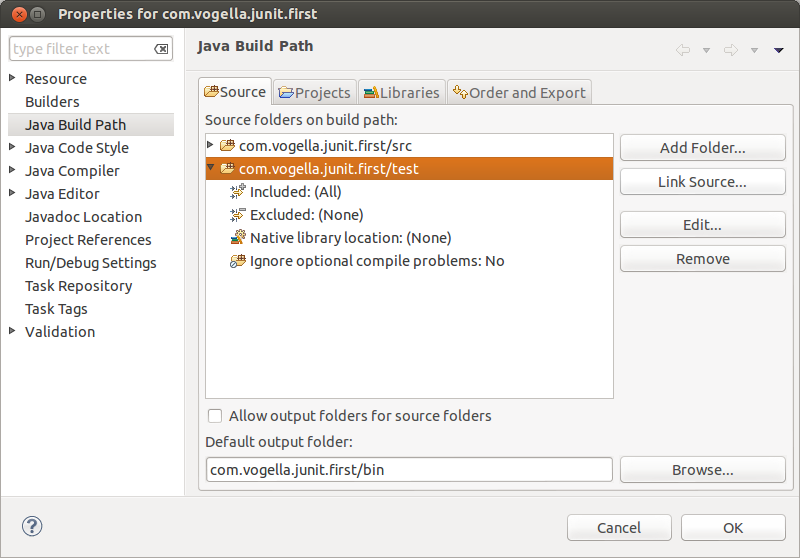 Properties for com.vogella.junit.first
type filter text
Java Build Path
Resource
Builders
Java Build Path
Java Code Style
Java Compiler
Java Editor
Javadoc Location
Project References
Run/Debug Settings
Task Repository
Task Tags
Validation
Source Projects Libraries Order and Export
Source folders on build path:
com.vogella.junit.first/src
com.vogella.junit.first/test
Included: (All)
Excluded: (None)
Native library location: (None)
Ignore optional compile problems: No
Add Folder...
Link Source...
Edit...
Remove
Allow output folders for source folders
Default output folder:
com.vogella.junit.first/bin
Browse...
?
Cancel OK